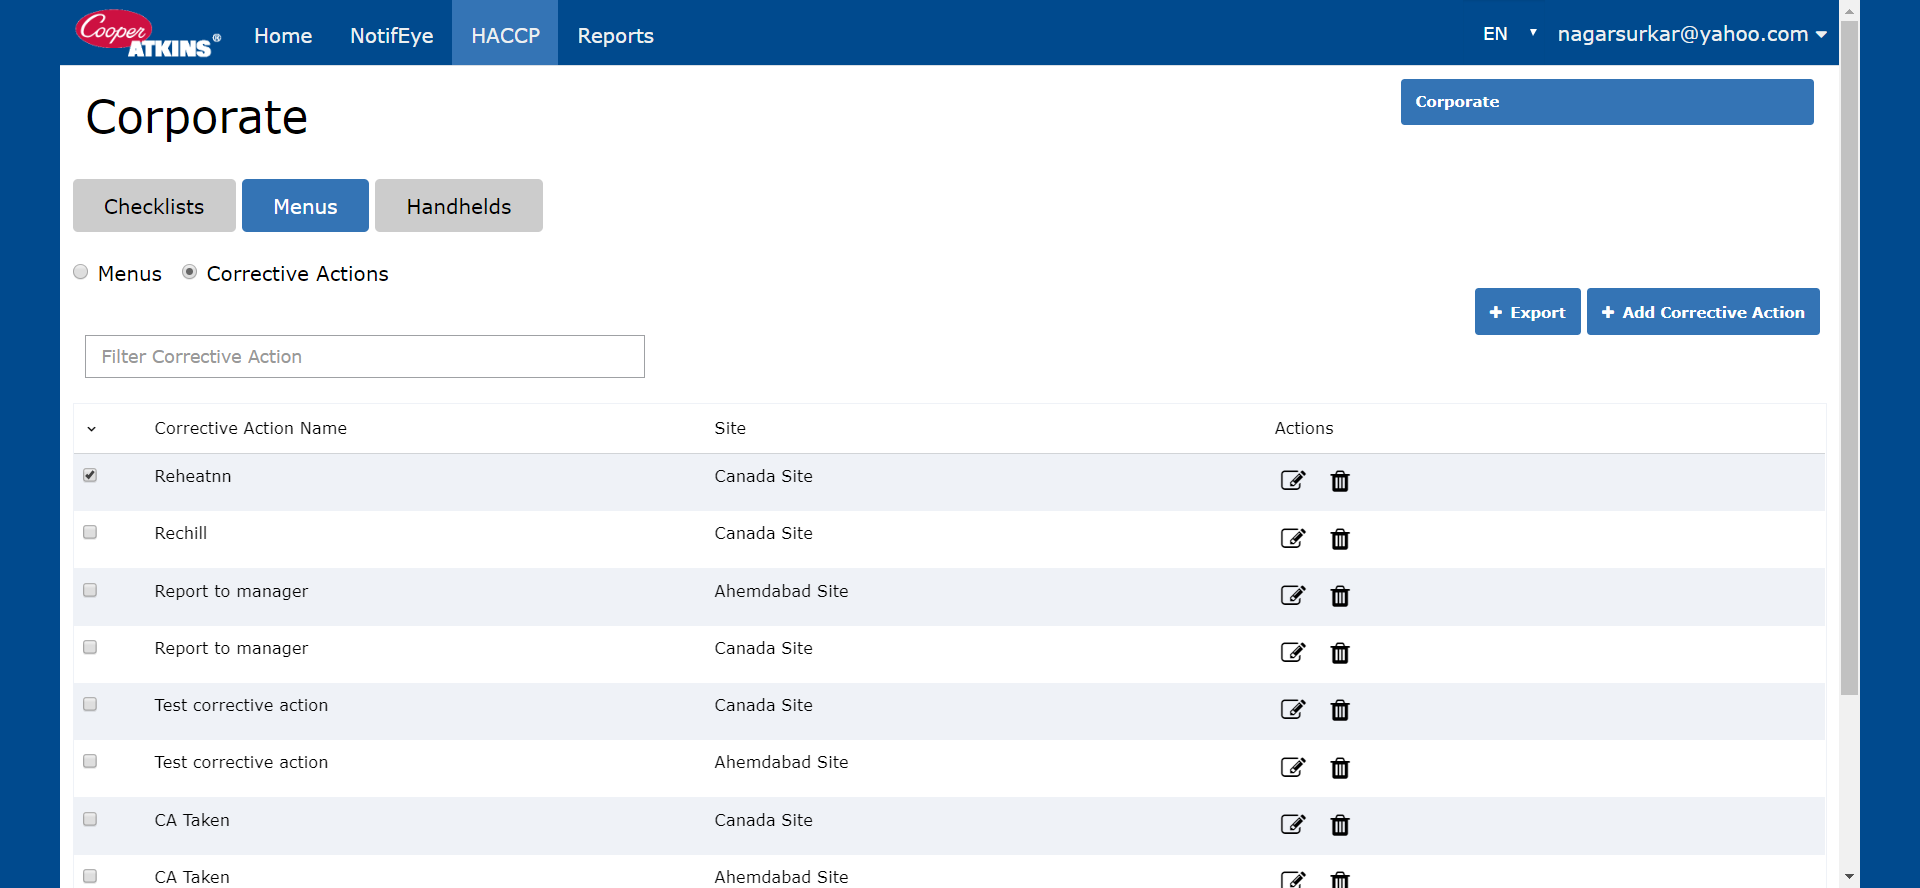 Cooper
ATKINS®
Home NotifEye HACCP Reports
EN nagarsurkar@yahoo.com
Corporate
Corporate
Checklists Menus Handhelds
Menus Corrective Actions
+ Export + Add Corrective Action
Filter Corrective Action
Corrective Action Name Site Actions
Reheatnn Canada Site
Rechill Canada Site
Report to manager Ahemdabad Site
Report to manager Canada Site
Test corrective action Canada Site
Test corrective action Ahemdabad Site
CA Taken Canada Site
CA Taken Ahemdabad Site